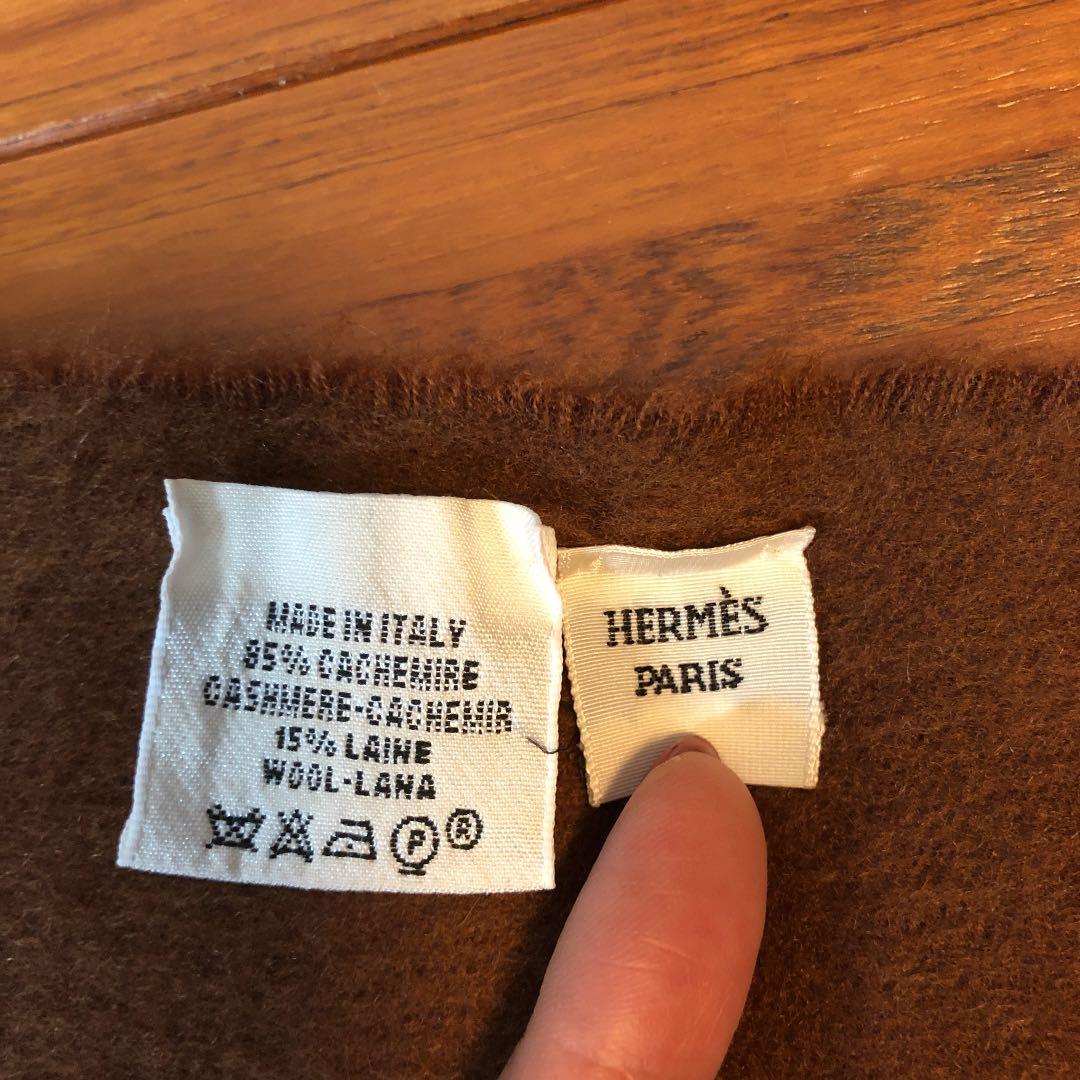 MADE IN ITALY
85% CACHEMIRE
CASHMERE-CACHEMIR
15% LAINE
WOOL-LANA
P ®
HERMÈS
PARIS